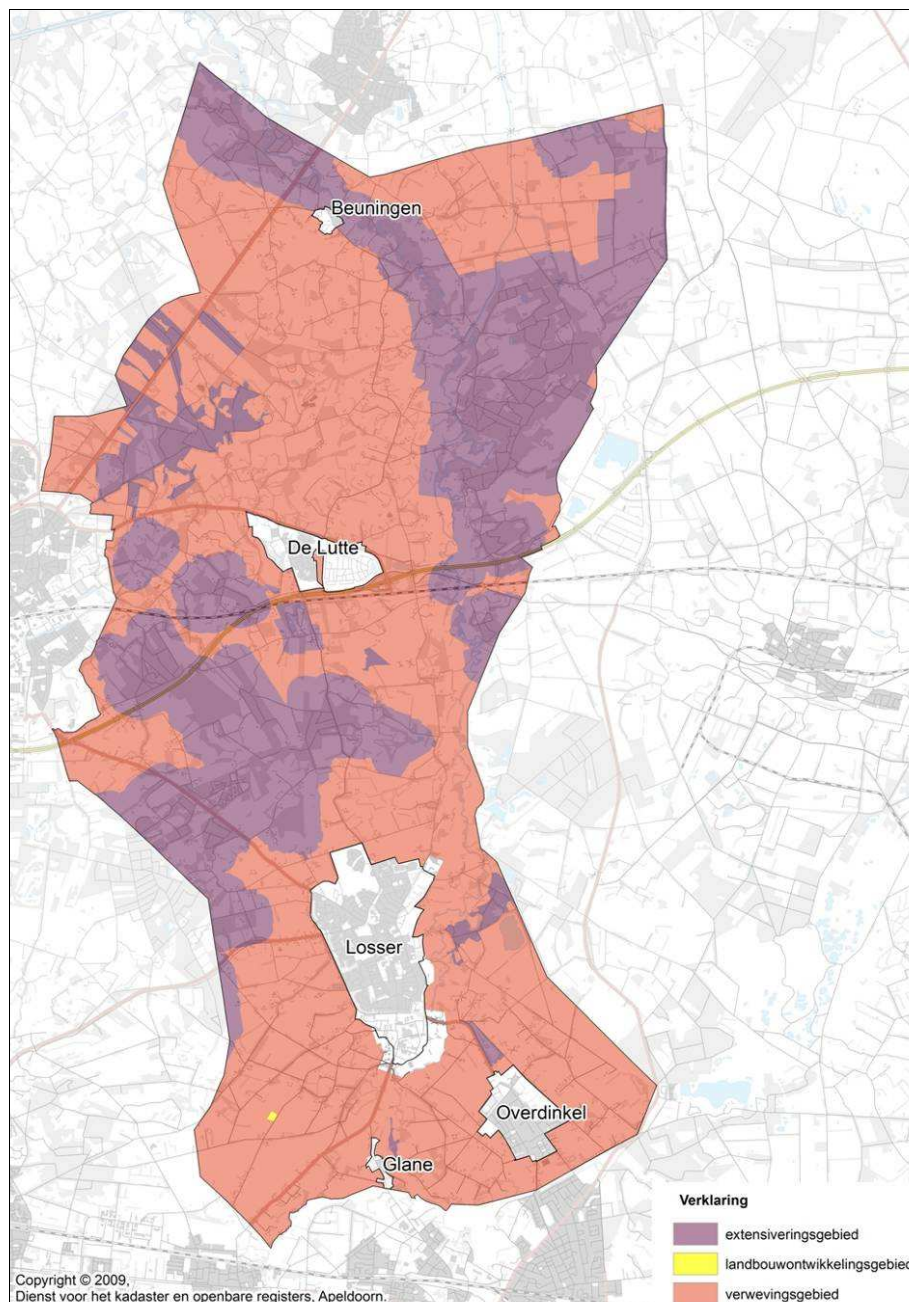 Beuningen
De Lutte
Losser
Overdinkel
Glane
Verklaring
extensiveringsgebied
landbouwontwikkelingsgebied
verwevingsgebied
Copyright © 2009,
Dienst voor het kadaster en openbare registers, Apeldoorn.